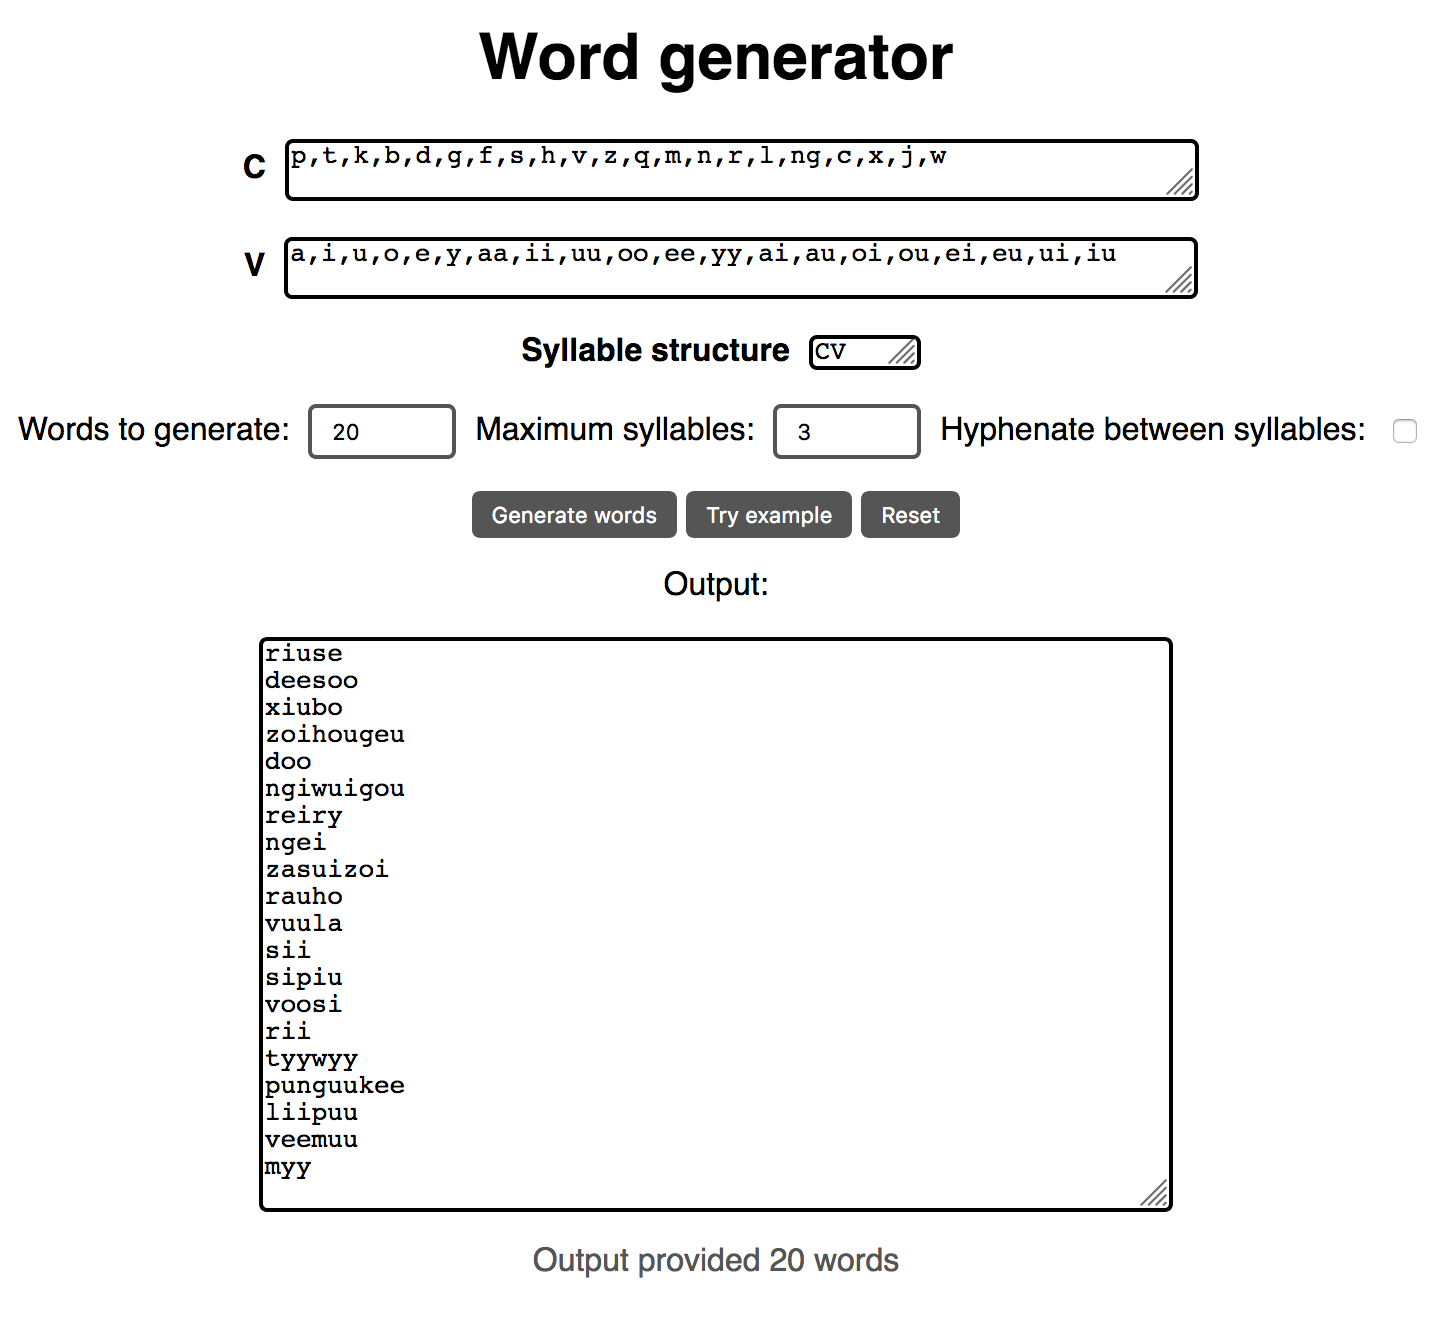 Word generator
C p,t,k,b,d,g,f,s,h,v,z,q,m,n,r,l,ng,c,x,j,w
V a,i,u,o,e,y,aa,ii,uu,oo,ee,yy,ai,au,oi,ou,ei,eu,ui,iu
Syllable structure CV
Words to generate: 20 Maximum syllables: 3 Hyphenate between syllables:
Generate words Try example Reset
Output:
riuse
deesoo
xiubo
zoihougeu
doo
ngiwuigou
reiry
ngei
zasuizoi
rauho
vuula
sii
sipiu
voosi
rii
tyywyy
punguukee
liipuu
veemuu
myy
Output provided 20 words